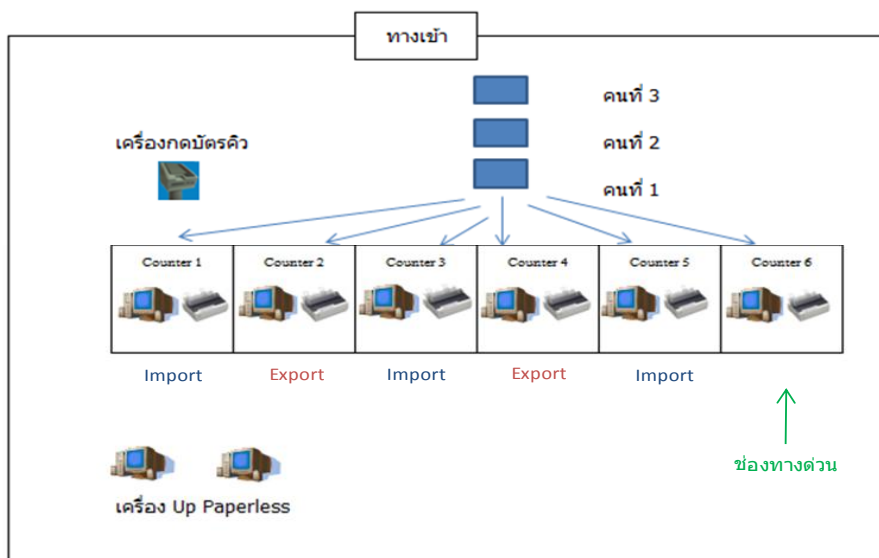 ทางเข้า
คนที่ 3
เครื่องกดบัตรคิว
คนที่ 2
คนที่ 1
Counter 1 Counter 2 Counter 3 Counter 4 Counter 5 Counter 6
Import Export Import Export Import
ช่องทางด่วน
เครื่อง Up Paperless